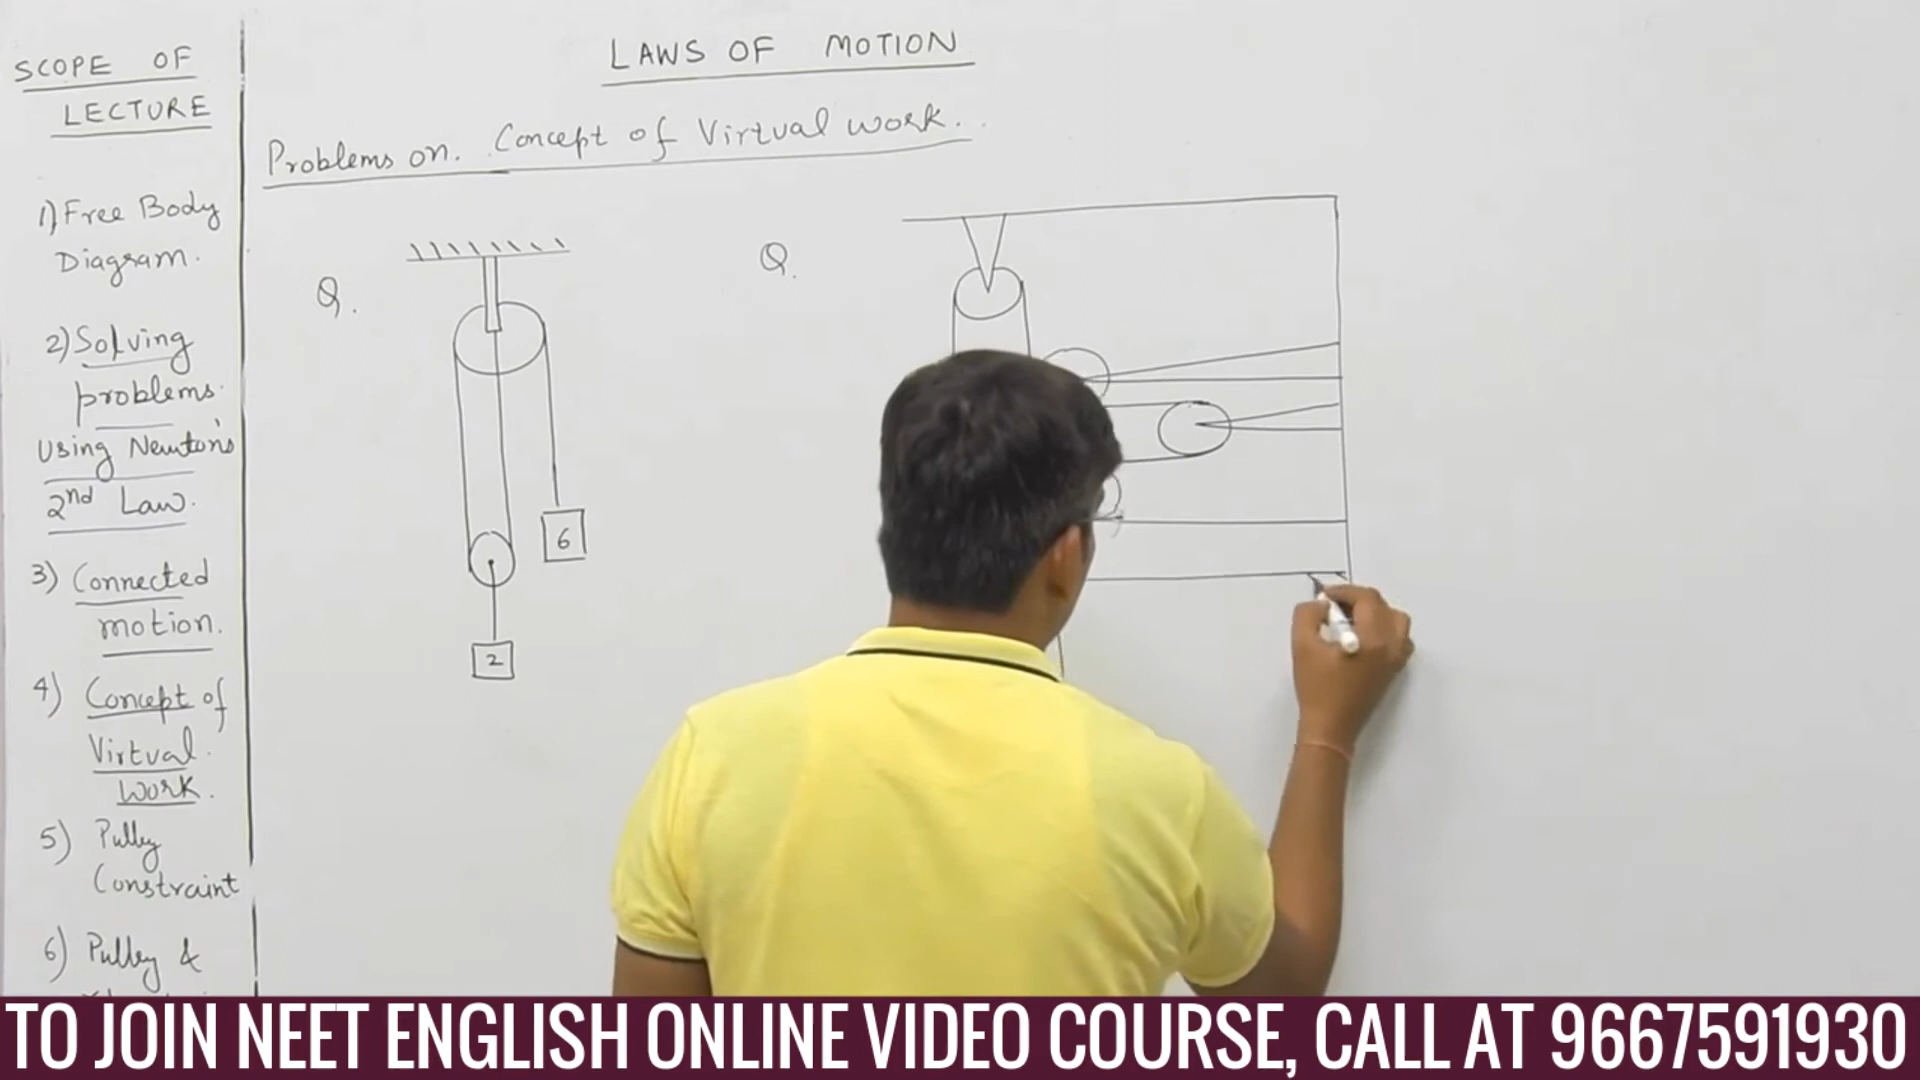 SCOPE OF
LECTURE
1) Free Body
Diagram.
2) Solving
problems.
Using Newton's
2nd Law.
3) Connected
motion.
4) Concept of
Virtual
work.
5) Pully
Constraint
6) Pulley &
LAWS OF MOTION
Problems on. Concept of Virtual work.
Q.
6
2
Q.
TO JOIN NEET ENGLISH ONLINE VIDEO COURSE, CALL AT 9667591930